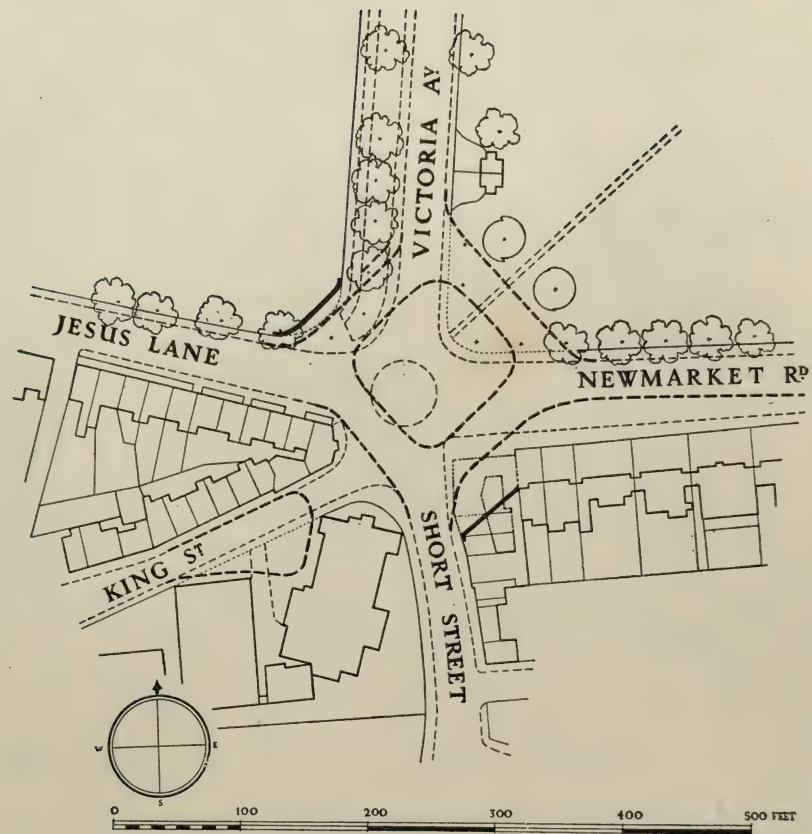 VICTORIA AV
JESUS LANE
NEWMARKET RD
KING ST
SHORT STREET
W E
S
0 100 200 300 400 500 FEET